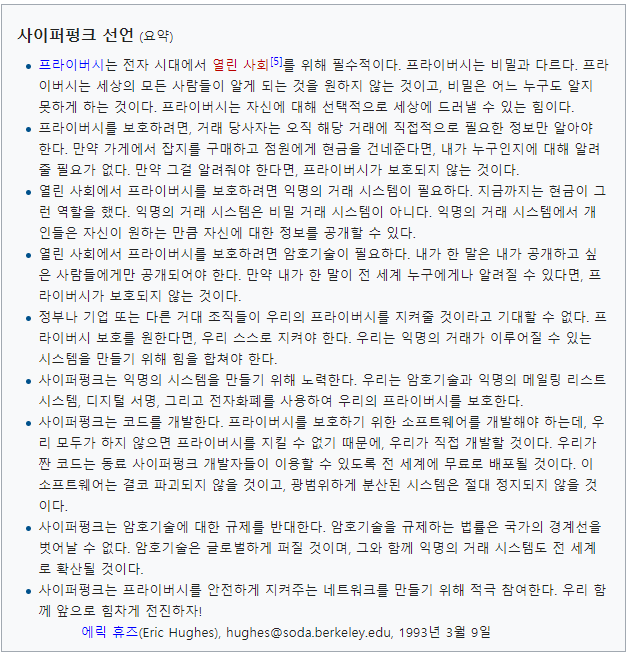 사이퍼펑크 선언 (요약)
프라이버시는 전자 시대에서 열린 사회[5]를 위해 필수적이다. 프라이버시는 비밀과 다르다. 프라
이버시는 세상의 모든 사람들이 알게 되는 것을 원하지 않는 것이고, 비밀은 어느 누구도 알지
못하게 하는 것이다. 프라이버시는 자신에 대해 선택적으로 세상에 드러낼 수 있는 힘이다.
프라이버시를 보호하려면, 거래 당사자는 오직 해당 거래에 직접적으로 필요한 정보만 알아야
한다. 만약 가게에서 잡지를 구매하고 점원에게 현금을 건네준다면, 내가 누구인지에 대해 알려
줄 필요가 없다. 만약 그걸 알려줘야 한다면, 프라이버시가 보호되지 않는 것이다.
열린 사회에서 프라이버시를 보호하려면 익명의 거래 시스템이 필요하다. 지금까지는 현금이 그
런 역할을 했다. 익명의 거래 시스템은 비밀 거래 시스템이 아니다. 익명의 거래 시스템에서 개
인들은 자신이 원하는 만큼 자신에 대한 정보를 공개할 수 있다.
열린 사회에서 프라이버시를 보호하려면 암호기술이 필요하다. 내가 한 말은 내가 공개하고 싶
은 사람들에게만 공개되어야 한다. 만약 내가 한 말이 전 세계 누구에게나 알려질 수 있다면, 프
라이버시가 보호되지 않는 것이다.
정부나 기업 또는 다른 거대 조직들이 우리의 프라이버시를 지켜줄 것이라고 기대할 수 없다. 프
라이버시 보호를 원한다면, 우리 스스로 지켜야 한다. 우리는 익명의 거래가 이루어질 수 있는
시스템을 만들기 위해 힘을 합쳐야 한다.
사이퍼펑크는 익명의 시스템을 만들기 위해 노력한다. 우리는 암호기술과 익명의 메일링 리스트
시스템, 디지털 서명, 그리고 전자화폐를 사용하여 우리의 프라이버시를 보호한다.
사이퍼펑크는 코드를 개발한다. 프라이버시를 보호하기 위한 소프트웨어를 개발해야 하는데, 우
리 모두가 하지 않으면 프라이버시를 지킬 수 없기 때문에, 우리가 직접 개발할 것이다. 우리가
짠 코드는 동료 사이퍼펑크 개발자들이 이용할 수 있도록 전 세계에 무료로 배포될 것이다. 이
소프트웨어는 결코 파괴되지 않을 것이고, 광범위하게 분산된 시스템은 절대 정지되지 않을 것
이다.
사이퍼펑크는 암호기술에 대한 규제를 반대한다. 암호기술을 규제하는 법률은 국가의 경계선을
벗어날 수 없다. 암호기술은 글로벌하게 퍼질 것이며, 그와 함께 익명의 거래 시스템도 전 세계
로 확산될 것이다.
사이퍼펑크는 프라이버시를 안전하게 지켜주는 네트워크를 만들기 위해 적극 참여한다. 우리 함
께 앞으로 힘차게 전진하자!
에릭 휴즈(Eric Hughes), hughes@soda.berkeley.edu, 1993년 3월 9일